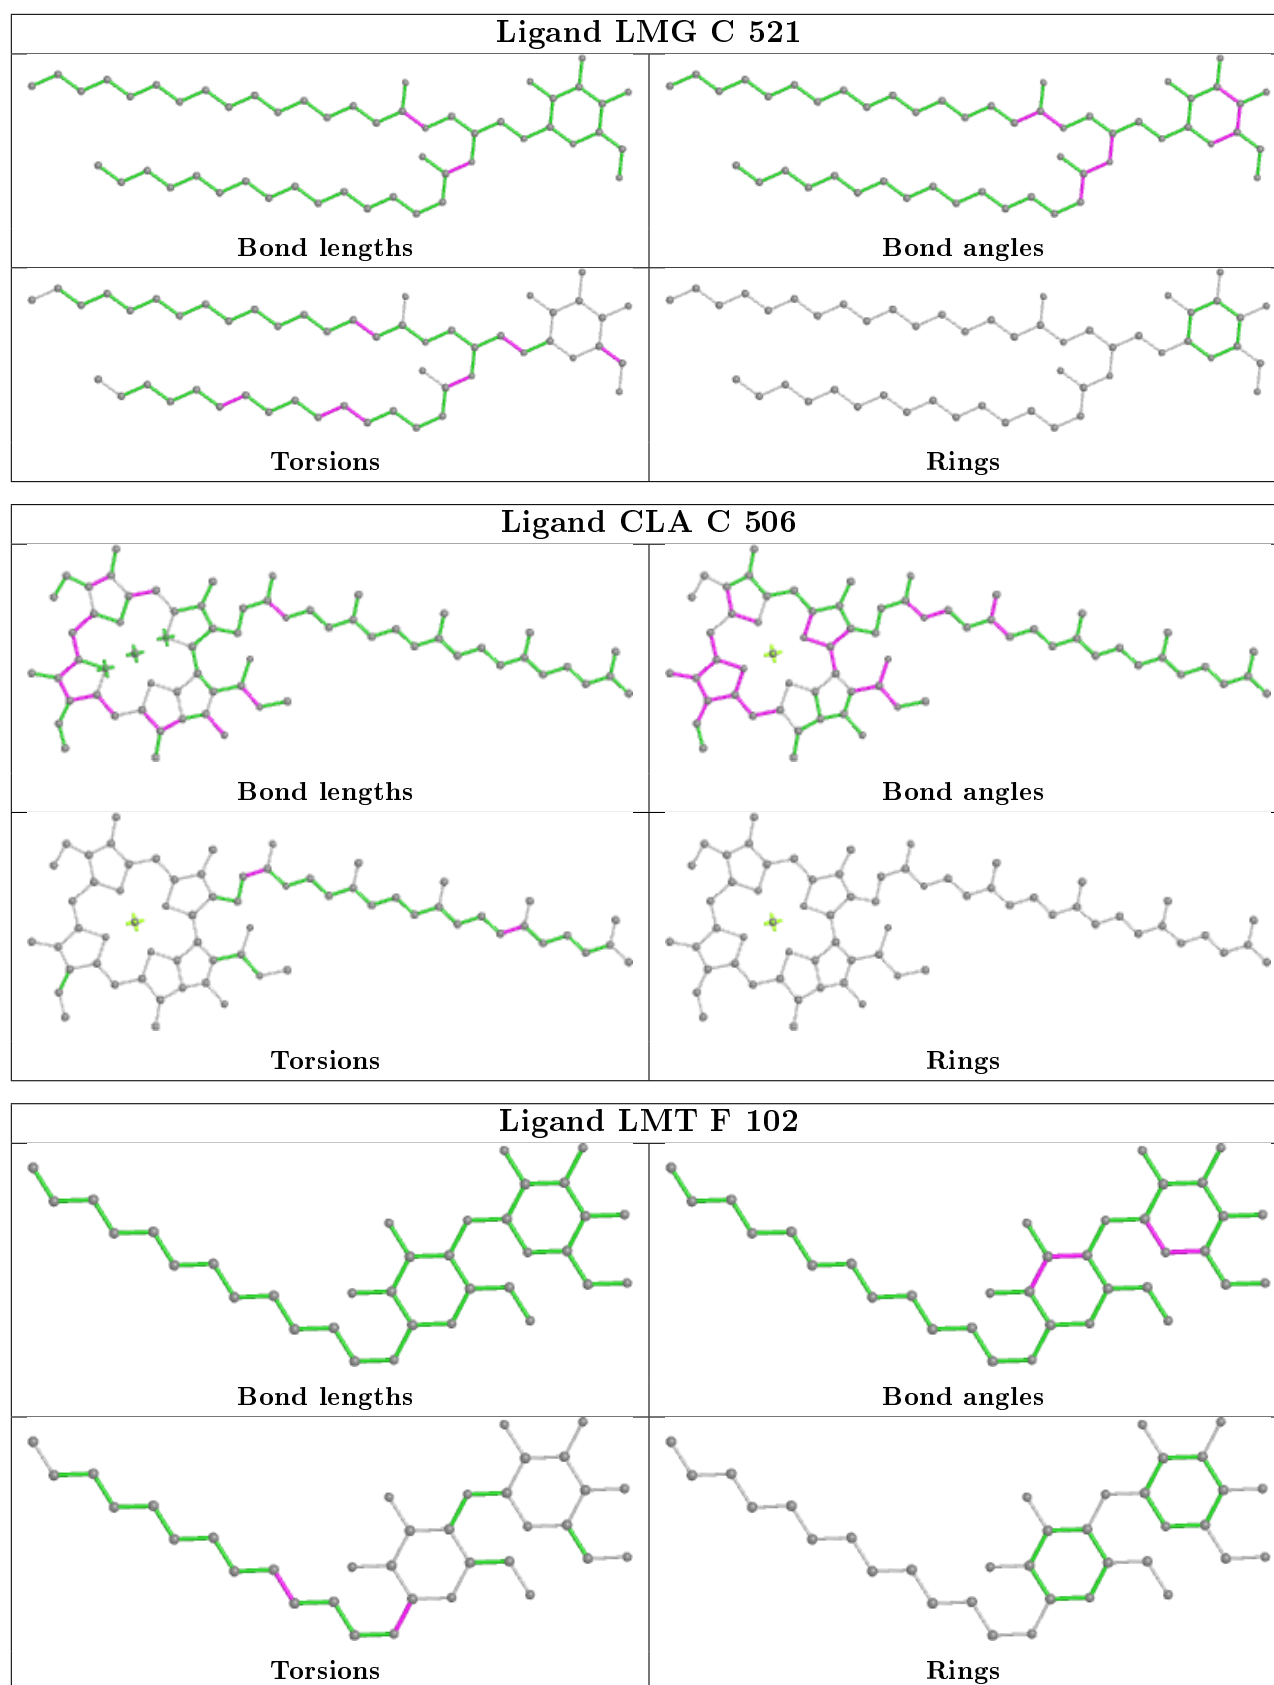 Ligand LMG C 521
Bond lengths
Bond angles
Torsions
Rings
Ligand CLA C 506
Bond lengths
Bond angles
Torsions
Rings
Ligand LMT F 102
Bond lengths
Bond angles
Torsions
Rings